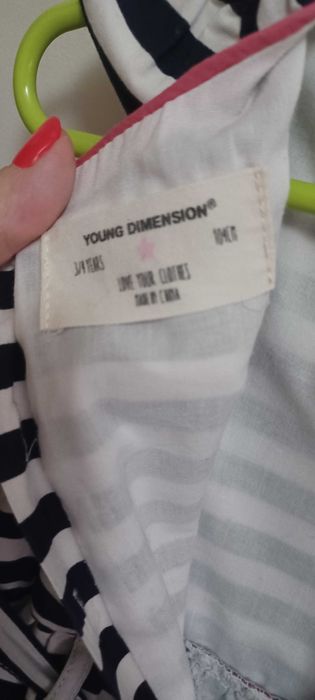 YOUNG DIMENSION®
3/4 YEARS 104CM
LOVE YOUR CLOTHES
MADE IN CHINA